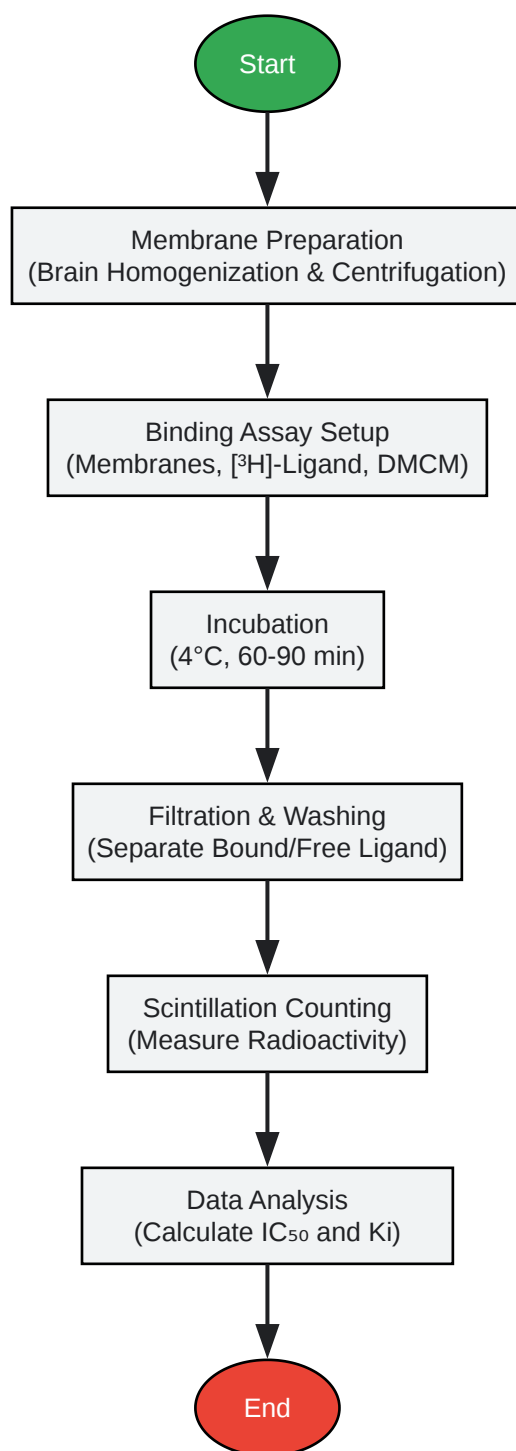 Start
Membrane Preparation
(Brain Homogenization & Centrifugation)
Binding Assay Setup
(Membranes, [³H]-Ligand, DMCM)
Incubation
(4°C, 60-90 min)
Filtration & Washing
(Separate Bound/Free Ligand)
Scintillation Counting
(Measure Radioactivity)
Data Analysis
(Calculate IC₅₀ and Ki)
End